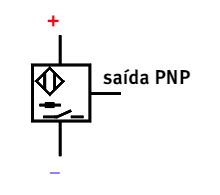 +
saída PNP
–